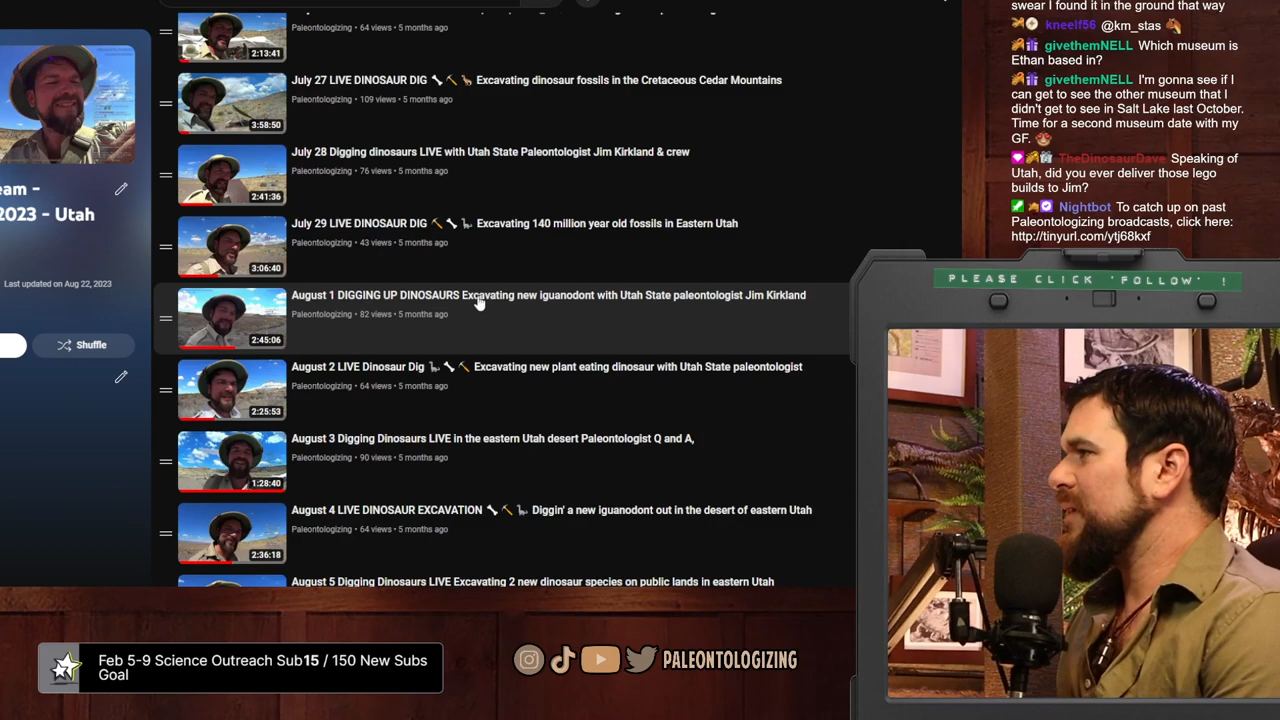 eam -
2023 - Utah
Last updated on Aug 22, 2023
Shuffle
Paleontologizing • 64 views • 5 months ago
2:13:41
July 27 LIVE DINOSAUR DIG 🦴 ⛏️ 🦕 Excavating dinosaur fossils in the Cretaceous Cedar Mountains
Paleontologizing • 109 views • 5 months ago
3:58:50
July 28 Digging dinosaurs LIVE with Utah State Paleontologist Jim Kirkland & crew
Paleontologizing • 76 views • 5 months ago
2:41:36
July 29 LIVE DINOSAUR DIG ⛏️ 🦴 🦕 Excavating 140 million year old fossils in Eastern Utah
Paleontologizing • 43 views • 5 months ago
3:06:40
August 1 DIGGING UP DINOSAURS Excavating new iguanodont with Utah State paleontologist Jim Kirkland
Paleontologizing • 82 views • 5 months ago
2:45:06
August 2 LIVE Dinosaur Dig 🦕 🦴 ⛏️ Excavating new plant eating dinosaur with Utah State paleontologist
Paleontologizing • 64 views • 5 months ago
2:25:53
August 3 Digging Dinosaurs LIVE in the eastern Utah desert Paleontologist Q and A,
Paleontologizing • 90 views • 5 months ago
1:28:40
August 4 LIVE DINOSAUR EXCAVATION 🦴 ⛏️ 🦕 Diggin' a new iguanodont out in the desert of eastern Utah
Paleontologizing • 64 views • 5 months ago
2:36:18
August 5 Digging Dinosaurs LIVE Excavating 2 new dinosaur species on public lands in eastern Utah
swear I found it in the ground that way
kneelf56 @km_stas
givethemNELL Which museum is
Ethan based in?
givethemNELL I'm gonna see if I
can get to see the other museum that I
didn't get to see in Salt Lake last October.
Time for a second museum date with my
GF.
TheDinosaurDave Speaking of
Utah, did you ever deliver those lego
builds to Jim?
Nightbot To catch up on past
Paleontologizing broadcasts, click here:
http://tinyurl.com/ytj68kxf
PLEASE CLICK 'FOLLOW' !
Feb 5-9 Science Outreach Sub15 / 150 New Subs
Goal
PALEONTOLOGIZING